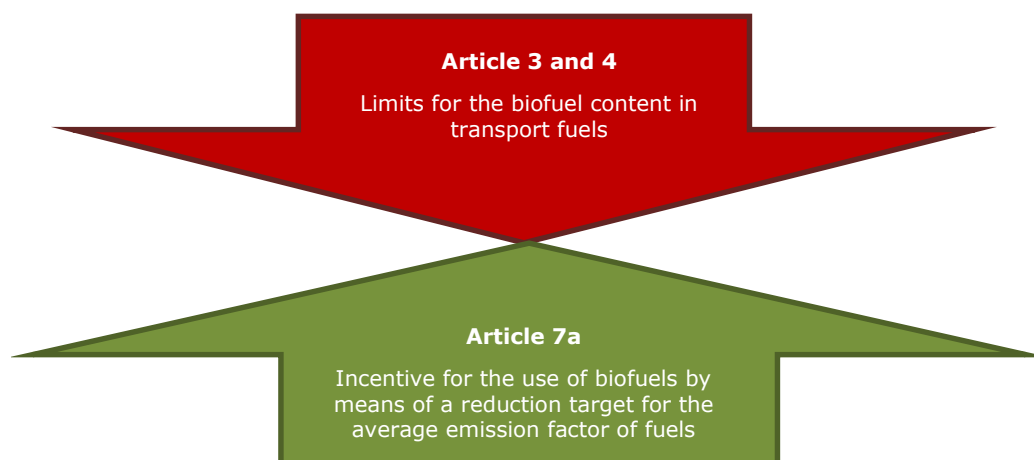 Article 3 and 4
Limits for the biofuel content in
transport fuels
Article 7a
Incentive for the use of biofuels by
means of a reduction target for the
average emission factor of fuels